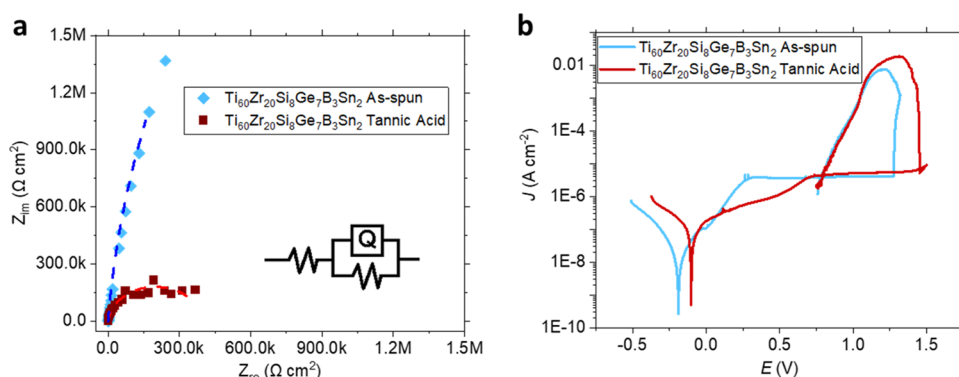 a
1.5M
1.2M
900.0k
600.0k
300.0k
0.0
Z_im (Ω cm²)
Ti₆₀Zr₂₀Si₈Ge₇B₃Sn₂ As-spun
Ti₆₀Zr₂₀Si₈Ge₇B₃Sn₂ Tannic Acid
Q
0.0 300.0k 600.0k 900.0k 1.2M 1.5M
(Ω cm²)
b
0.01
1E-4
1E-6
1E-8
1E-10
J (A cm⁻²)
Ti₆₀Zr₂₀Si₈Ge₇B₃Sn₂ As-spun
Ti₆₀Zr₂₀Si₈Ge₇B₃Sn₂ Tannic Acid
-0.5 0.0 0.5 1.0 1.5
E (V)